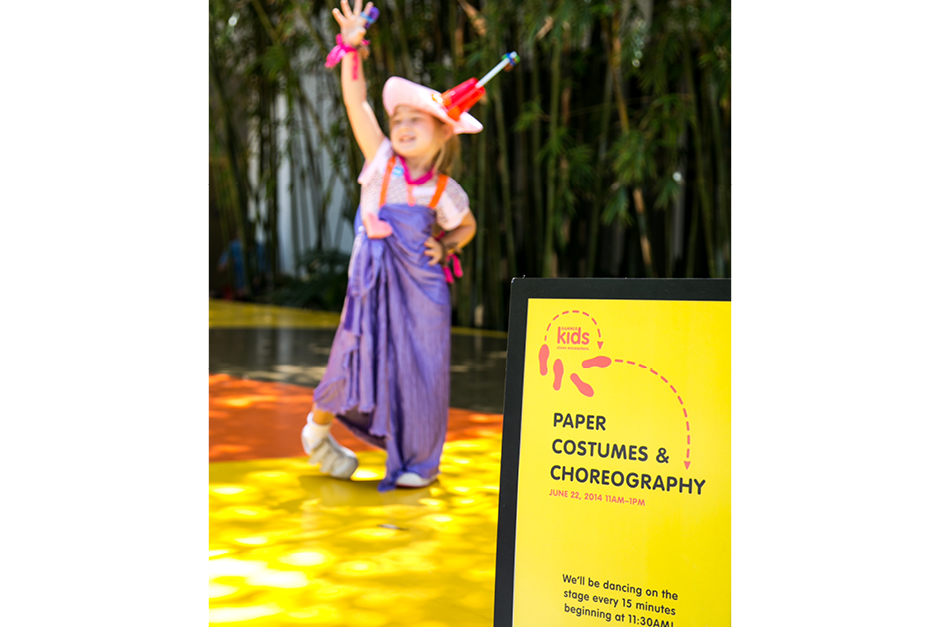 HAMMER
kids
PAPER
COSTUMES &
CHOREOGRAPHY
JUNE 22, 2014 11AM–1PM
We'll be dancing on the
stage every 15 minutes
beginning at 11:30AM!